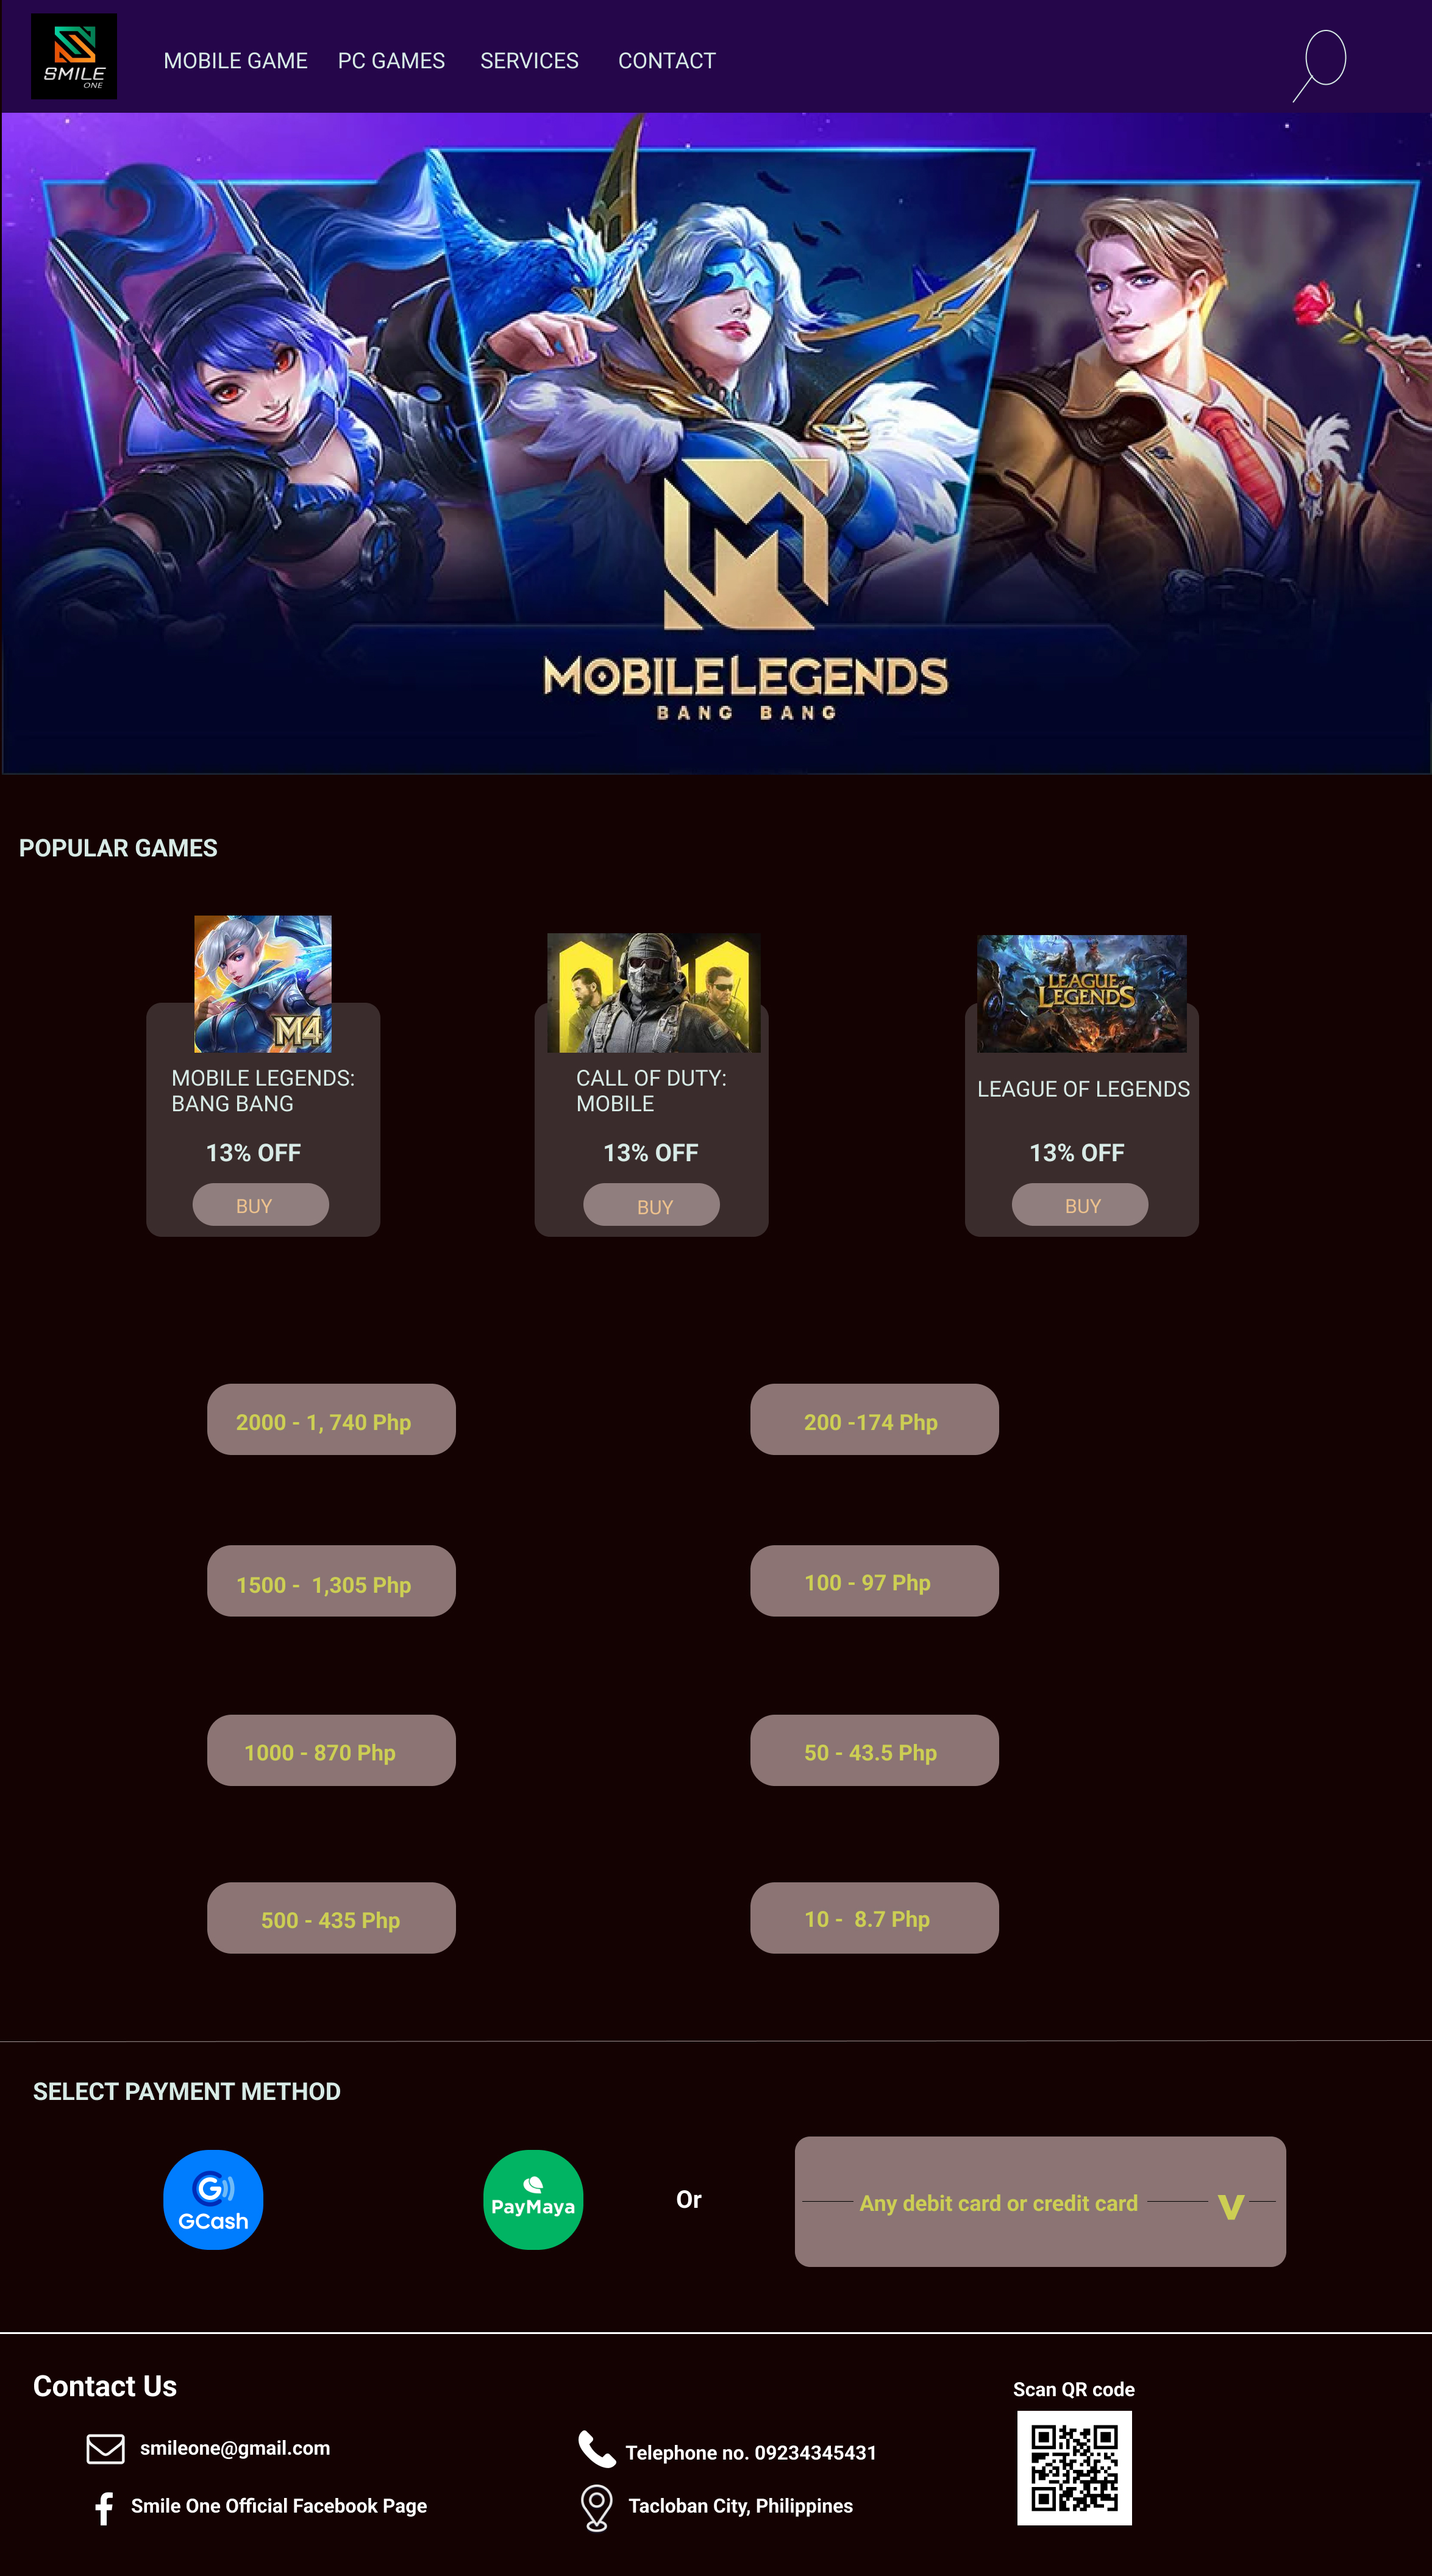 SMILE
ONE
MOBILE GAME
PC GAMES
SERVICES
CONTACT
MOBILE LEGENDS
BANG BANG
POPULAR GAMES
M4
MOBILE LEGENDS:
BANG BANG
13% OFF
BUY
CALL OF DUTY:
MOBILE
13% OFF
BUY
LEAGUE OF
LEGENDS
LEAGUE OF LEGENDS
13% OFF
BUY
2000 - 1, 740 Php
200 -174 Php
1500 -  1,305 Php
100 - 97 Php
1000 - 870 Php
50 - 43.5 Php
500 - 435 Php
10 -  8.7 Php
SELECT PAYMENT METHOD
GCash
PayMaya
Or
Any debit card or credit card
V
Contact Us
Scan QR code
smileone@gmail.com
Telephone no. 09234345431
Smile One Official Facebook Page
Tacloban City, Philippines